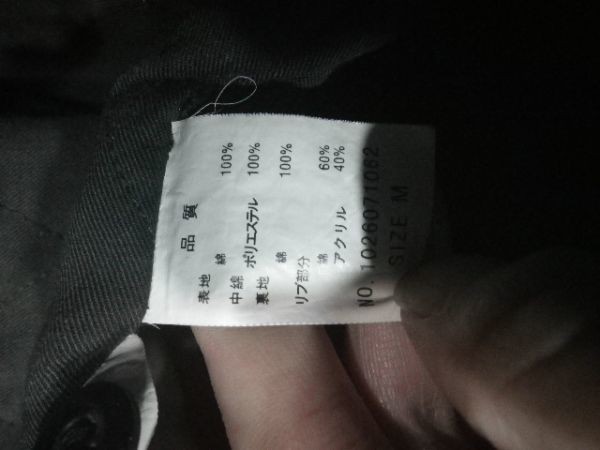 品質
表地 綿 100%
中綿 ポリエステル 100%
裏地 綿 100%
リブ部分 綿 60%
アクリル 40%
NO. 1026071062
SIZE M